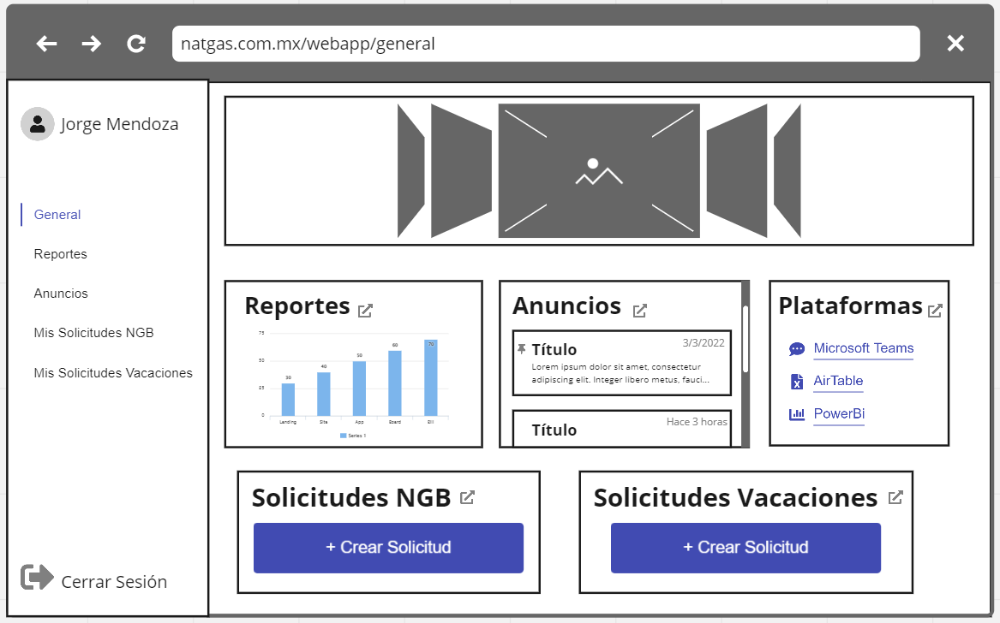 natgas.com.mx/webapp/general
Jorge Mendoza
General
Reportes
Anuncios
Mis Solicitudes NGB
Mis Solicitudes Vacaciones
Cerrar Sesión
Reportes
75
50
25
0
30
40
50
60
70
Landing
Site
App
Board
Series 1
Anuncios
Título
3/3/2022
Lorem ipsum dolor sit amet, consectetur
adipiscing elit. Integer libero metus, fauci...
Título
Hace 3 horas
Plataformas
Microsoft Teams
AirTable
PowerBi
Solicitudes NGB
+ Crear Solicitud
Solicitudes Vacaciones
+ Crear Solicitud